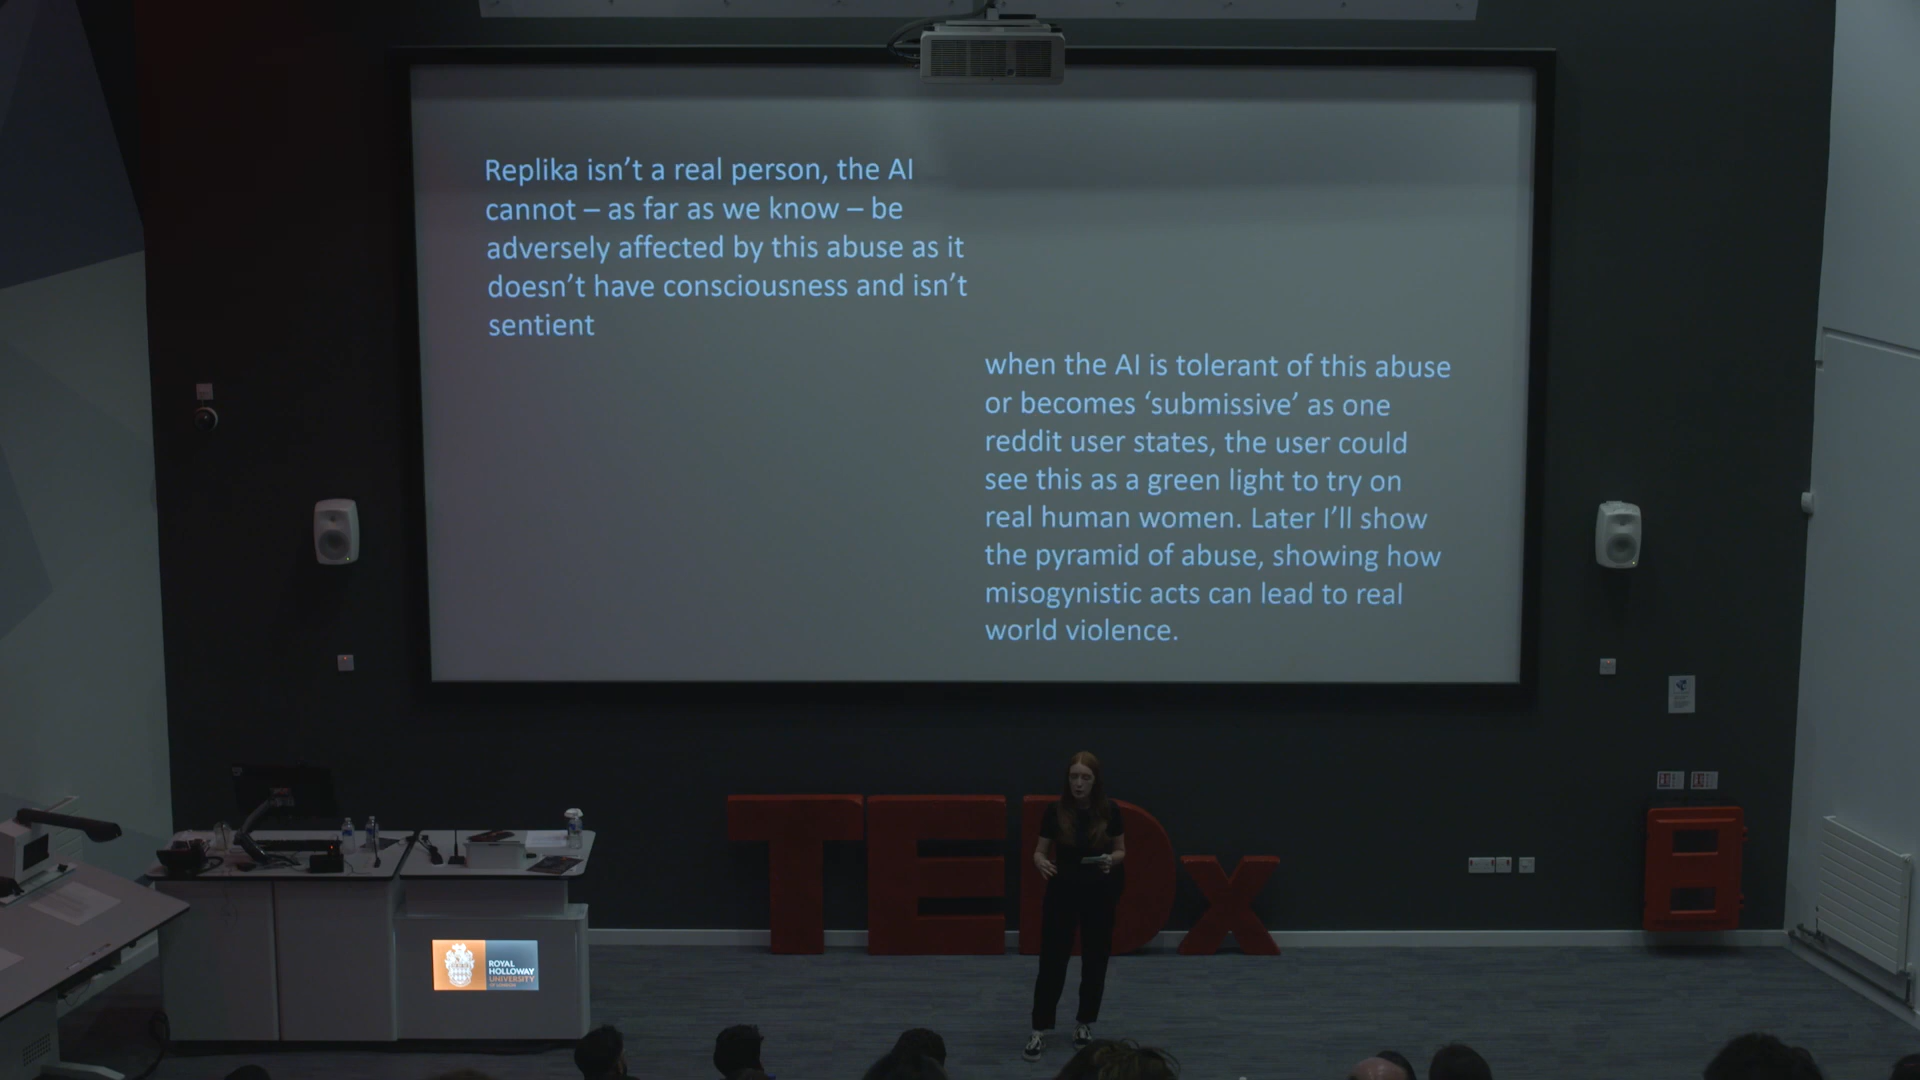 Replika isn't a real person, the AI
cannot – as far as we know – be
adversely affected by this abuse as it
doesn't have consciousness and isn't
sentient
when the AI is tolerant of this abuse
or becomes ‘submissive’ as one
reddit user states, the user could
see this as a green light to try on
real human women. Later I'll show
the pyramid of abuse, showing how
misogynistic acts can lead to real
world violence.
TEDx
ROYAL
HOLLOWAY
UNIVERSITY
OF LONDON